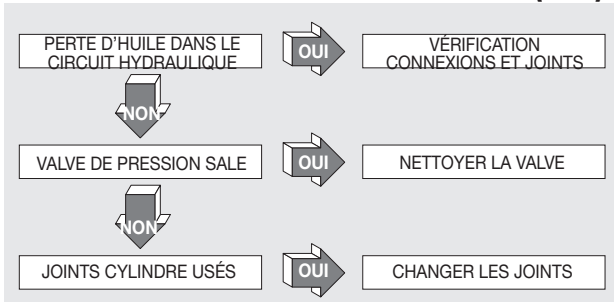 PERTE D'HUILE DANS LE
CIRCUIT HYDRAULIQUE
OUI
VÉRIFICATION
CONNEXIONS ET JOINTS
NON
VALVE DE PRESSION SALE
OUI
NETTOYER LA VALVE
NON
JOINTS CYLINDRE USÉS
OUI
CHANGER LES JOINTS